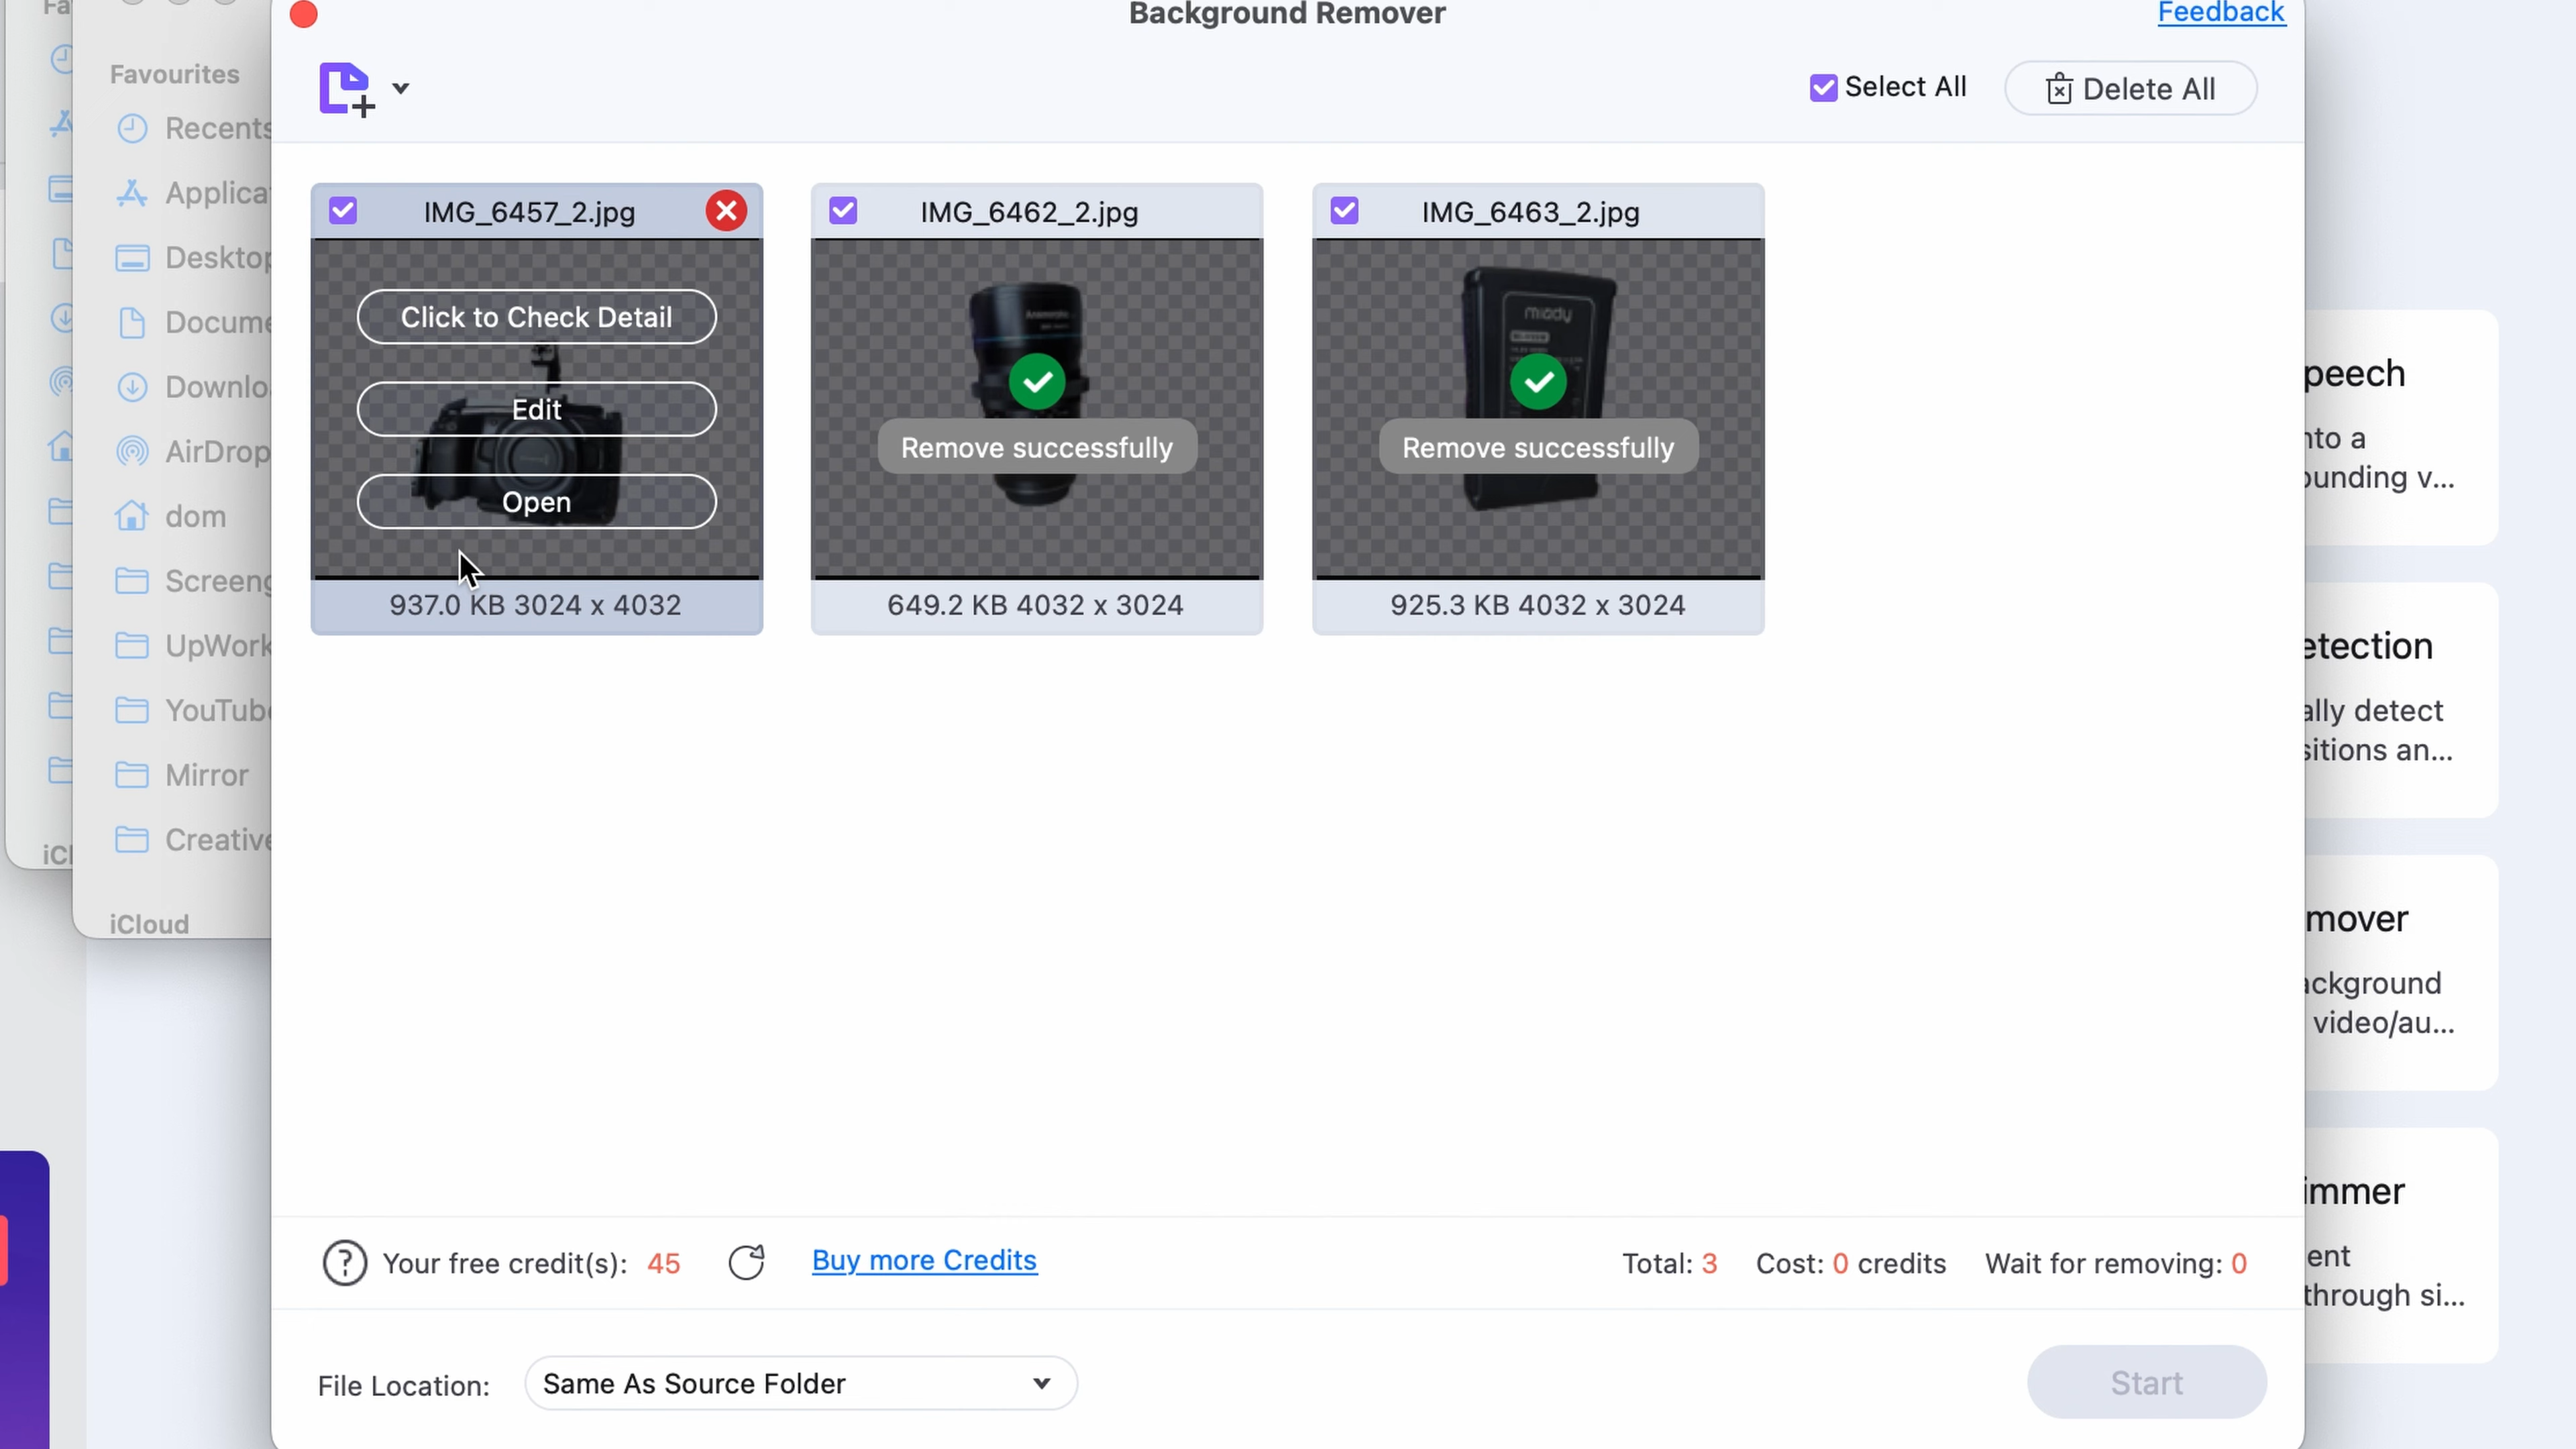 Background Remover
Feedback
Select All
Delete All
Fa
Favourites
Recents
Applica
Desktop
Docume
Downlo
AirDrop
dom
Screeng
UpWork
YouTube
Mirror
Creative
iCloud
iCl
IMG_6457_2.jpg
Click to Check Detail
Edit
Open
937.0 KB 3024 x 4032
IMG_6462_2.jpg
Remove successfully
649.2 KB 4032 x 3024
IMG_6463_2.jpg
Remove successfully
925.3 KB 4032 x 3024
peech
nto a
ounding v...
etection
ally detect
sitions an...
mover
ackground
video/au...
immer
ent
through si...
Your free credit(s): 45
Buy more Credits
Total: 3 Cost: 0 credits Wait for removing: 0
File Location: Same As Source Folder
Start